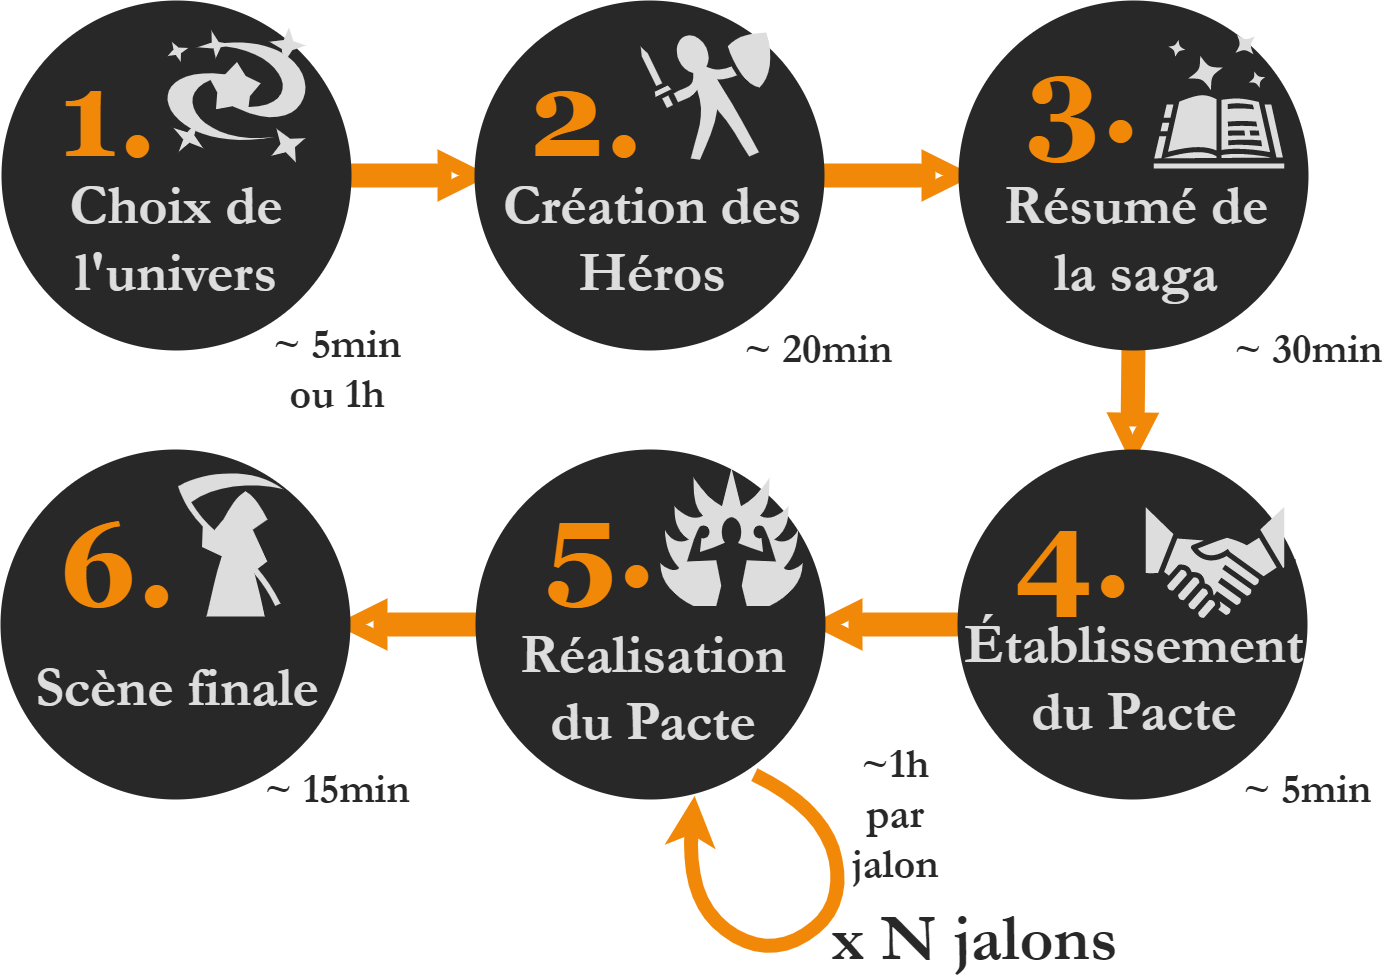 1.
Choix de
l'univers
~ 5min
ou 1h
2.
Création des
Héros
~ 20min
3.
Résumé de
la saga
~ 30min
4.
Établissement
du Pacte
~ 5min
5.
Réalisation
du Pacte
~1h
par
jalon
x N jalons
6.
Scène finale
~ 15min